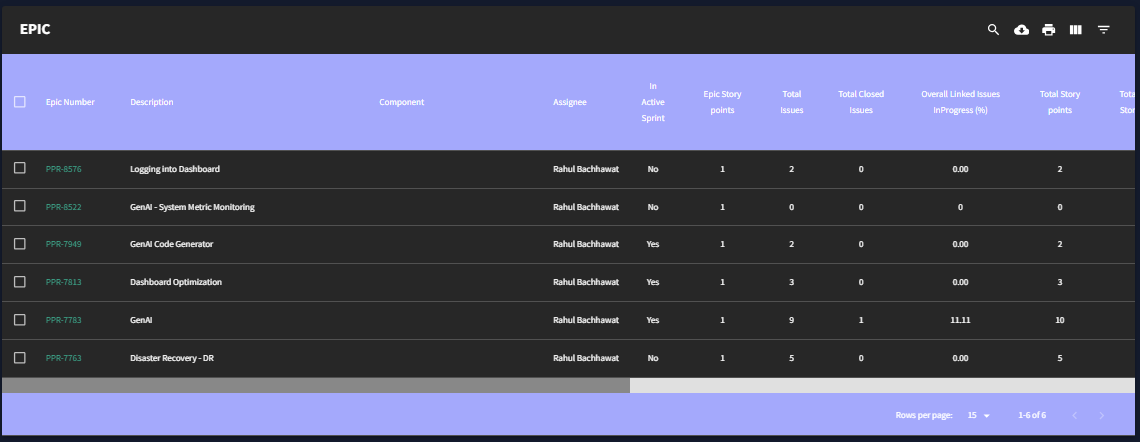 EPIC
Epic Number Description Component Assignee In Active Sprint Epic Story points Total Issues Total Closed Issues Overall Linked Issues InProgress (%) Total Story points
PPR-8576 Logging into Dashboard Rahul Bachhawat No 1 2 0 0.00 2
PPR-8522 GenAI - System Metric Monitoring Rahul Bachhawat No 1 0 0 0 0
PPR-7949 GenAI Code Generator Rahul Bachhawat Yes 1 2 0 0.00 2
PPR-7813 Dashboard Optimization Rahul Bachhawat Yes 1 3 0 0.00 3
PPR-7783 GenAI Rahul Bachhawat Yes 1 9 1 11.11 10
PPR-7763 Disaster Recovery - DR Rahul Bachhawat No 1 5 0 0.00 5
Rows per page: 15 1-6 of 6